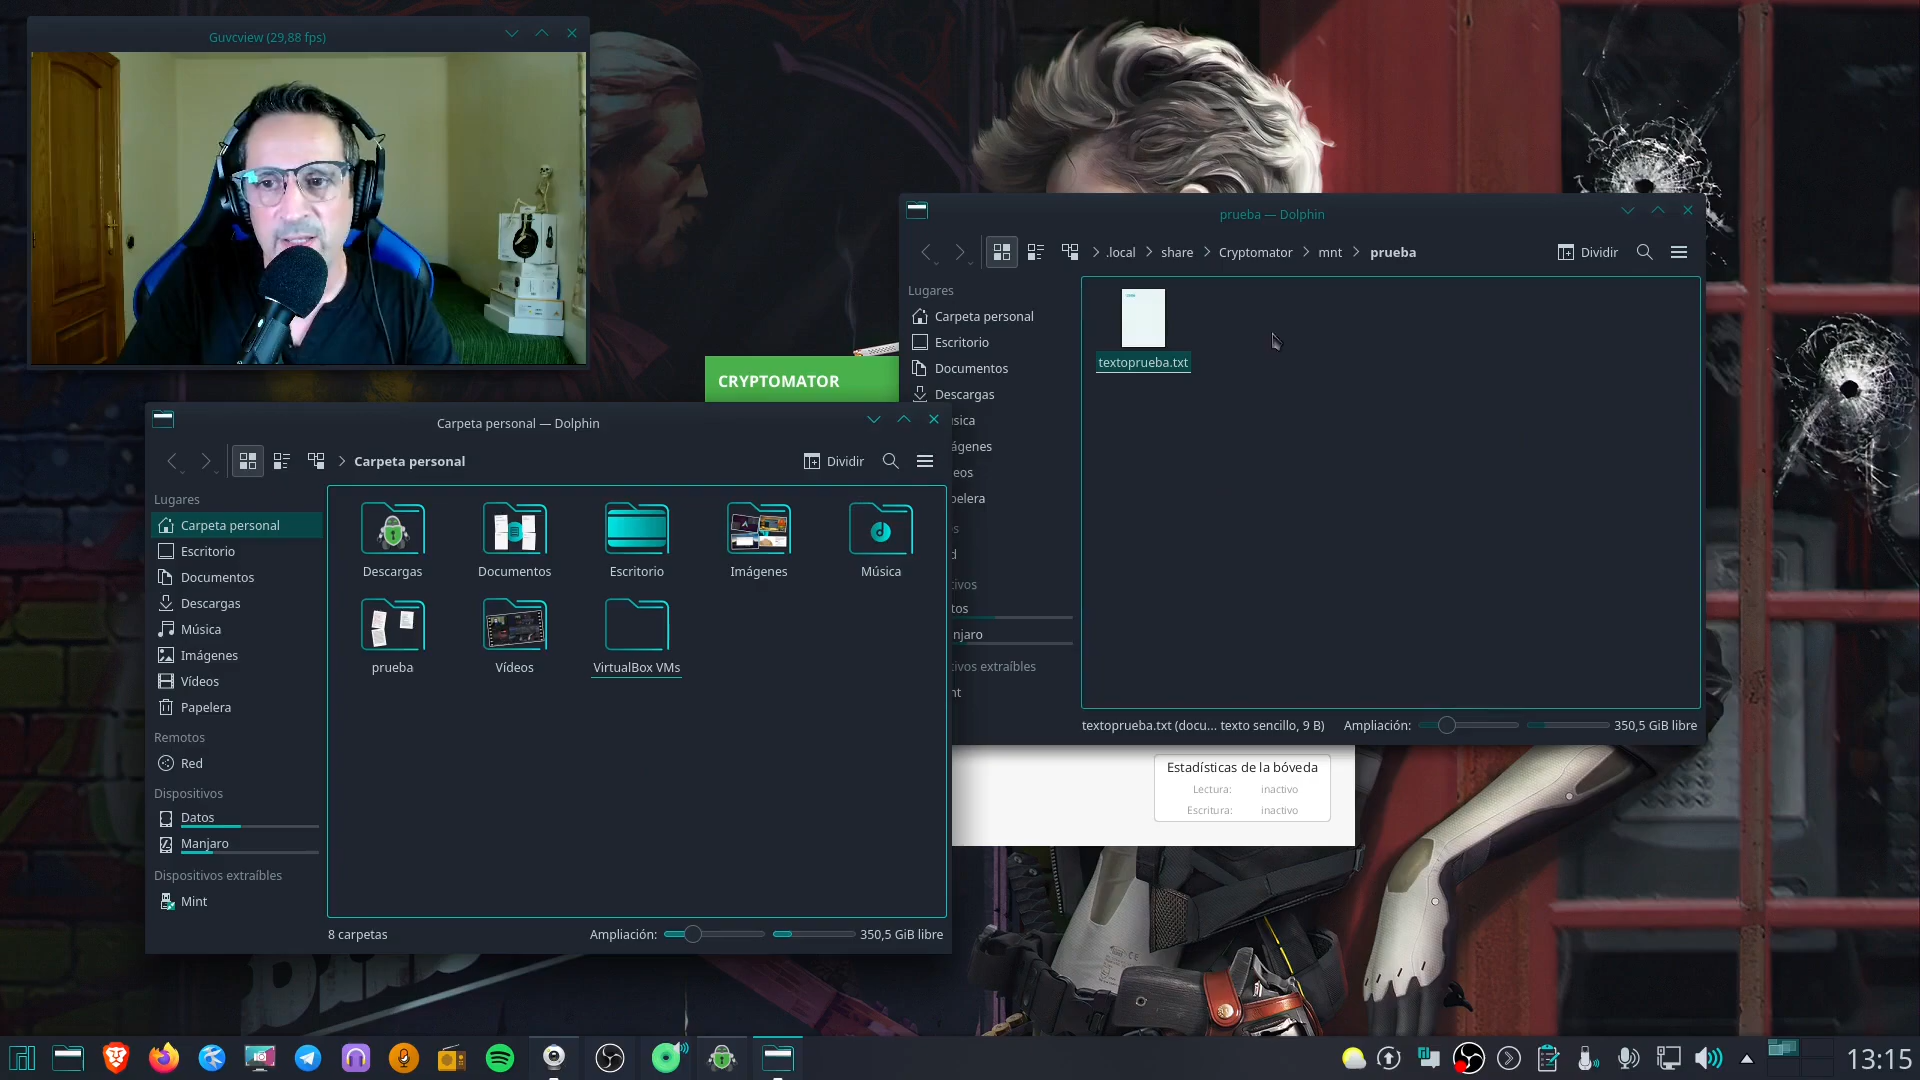 Guvcview (29,88 fps)
prueba — Dolphin
.local
share
Cryptomator
mnt
prueba
Dividir
Lugares
Carpeta personal
Escritorio
Documentos
Descargas
textoprueba.txt
textoprueba.txt (docu... texto sencillo, 9 B)
Ampliación:
350,5 GiB libre
CRYPTOMATOR
Carpeta personal — Dolphin
Carpeta personal
Dividir
Lugares
Carpeta personal
Escritorio
Documentos
Descargas
Música
Imágenes
Vídeos
Papelera
Remotos
Red
Dispositivos
Datos
Manjaro
Dispositivos extraíbles
Mint
Descargas
Documentos
Escritorio
Imágenes
Música
prueba
Vídeos
VirtualBox VMs
8 carpetas
Ampliación:
350,5 GiB libre
Estadísticas de la bóveda
Lectura: inactivo
Escritura: inactivo
13:15